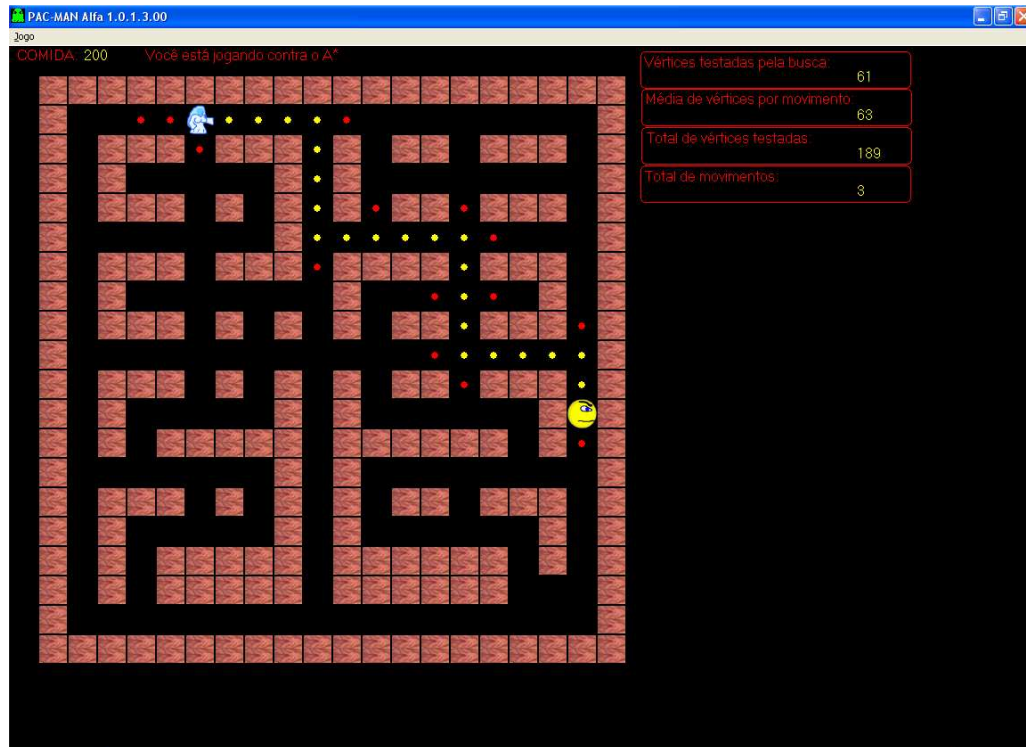 PAC-MAN Alfa 1.0.1.3.00
Jogo
COMIDA: 200 Você está jogando contra o A*
Vértices testadas pela busca:
61
Média de vértices por movimento
63
Total de vértices testadas:
189
Total de movimentos:
3